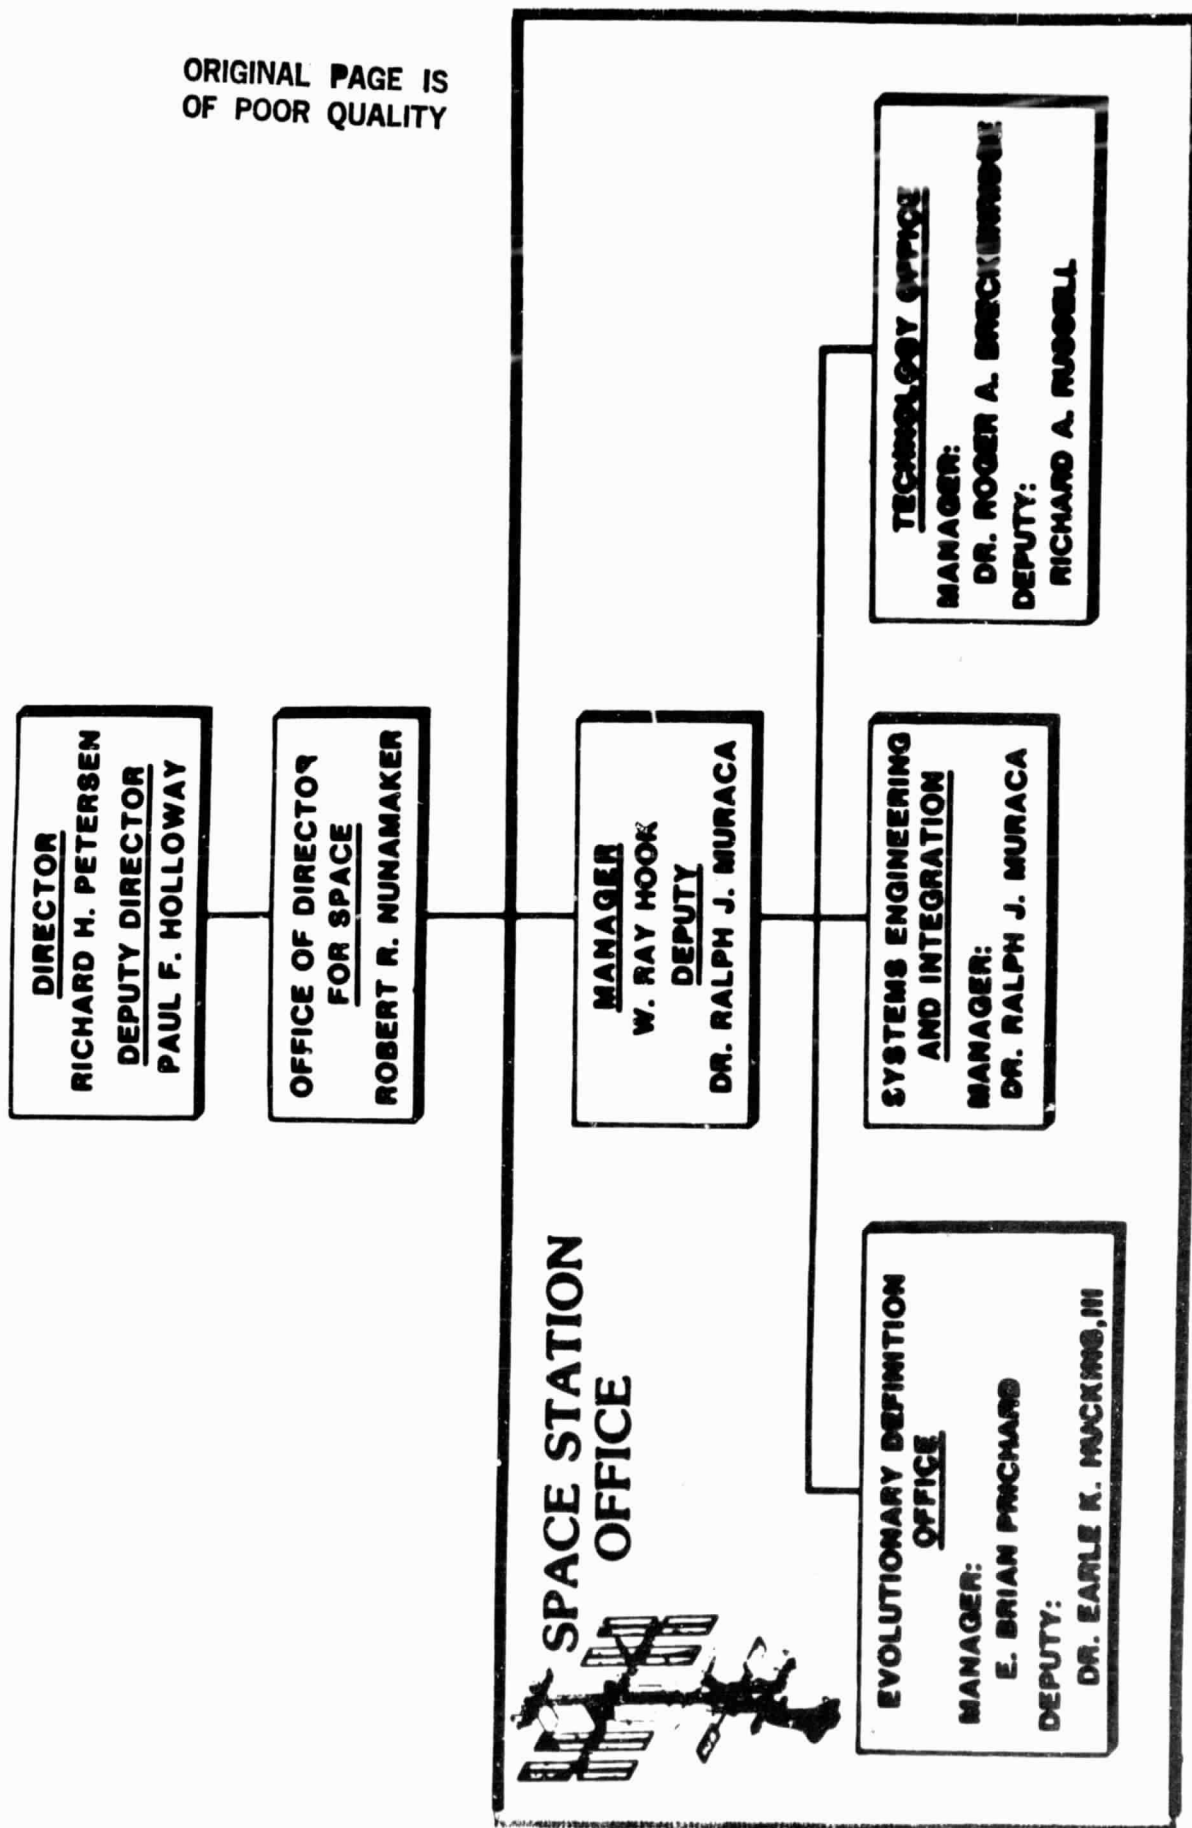 ORIGINAL PAGE IS
OF POOR QUALITY
DIRECTOR
RICHARD H. PETERSEN
DEPUTY DIRECTOR
PAUL F. HOLLOWAY
OFFICE OF DIRECTOR
FOR SPACE
ROBERT R. NUNAMAKER
SPACE STATION
OFFICE
MANAGER
W. RAY HOOK
DEPUTY
DR. RALPH J. MURACA
EVOLUTIONARY DEFINITION
OFFICE
MANAGER:
E. BRIAN PRICHARD
DEPUTY:
DR. EARLE K. III
SYSTEMS ENGINEERING
AND INTEGRATION
MANAGER:
DR. RALPH J. MURACA
TECHNOLOGY OFFICE
MANAGER:
DR. ROGER A. BRECKENRIDGE
DEPUTY:
RICHARD A. RUSSELL